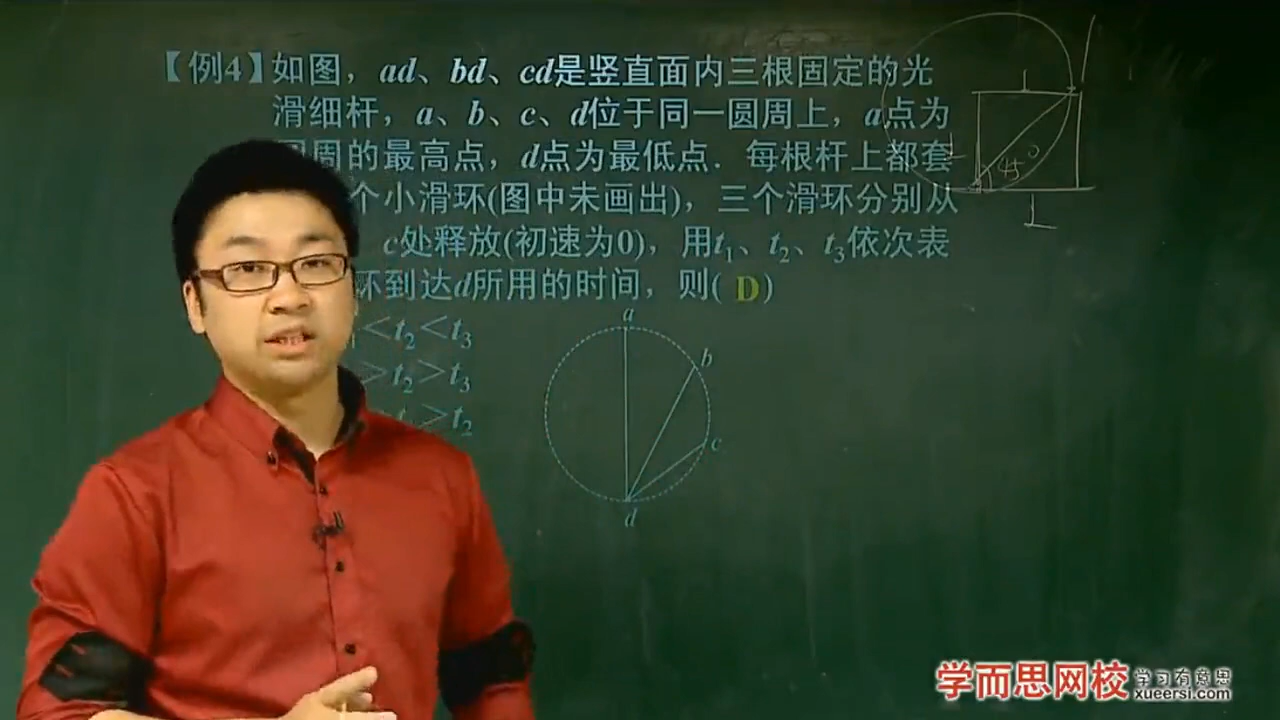 【例4】如图，ad、bd、cd是竖直面内三根固定的光
滑细杆，a、b、c、d位于同一圆周上，a点为
周的最高点，d点为最低点．每根杆上都套
个小滑环(图中未画出)，三个滑环分别从
c处释放(初速为0)，用t₁、t₂、t₃依次表
环到达d所用的时间，则( D )
<t₂<t₃
>t₂>t₃
>t₂
a
b
c
d
45°
L
学而思网校 学习有意思
xueersi.com